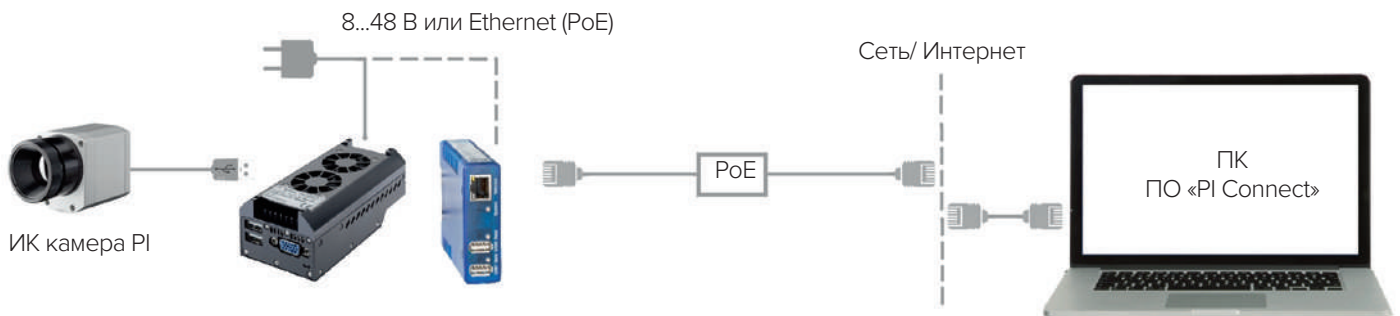 8...48 В или Ethernet (PoE)
Сеть/ Интернет
ИК камера PI
PoE
ПК
ПО «PI Connect»